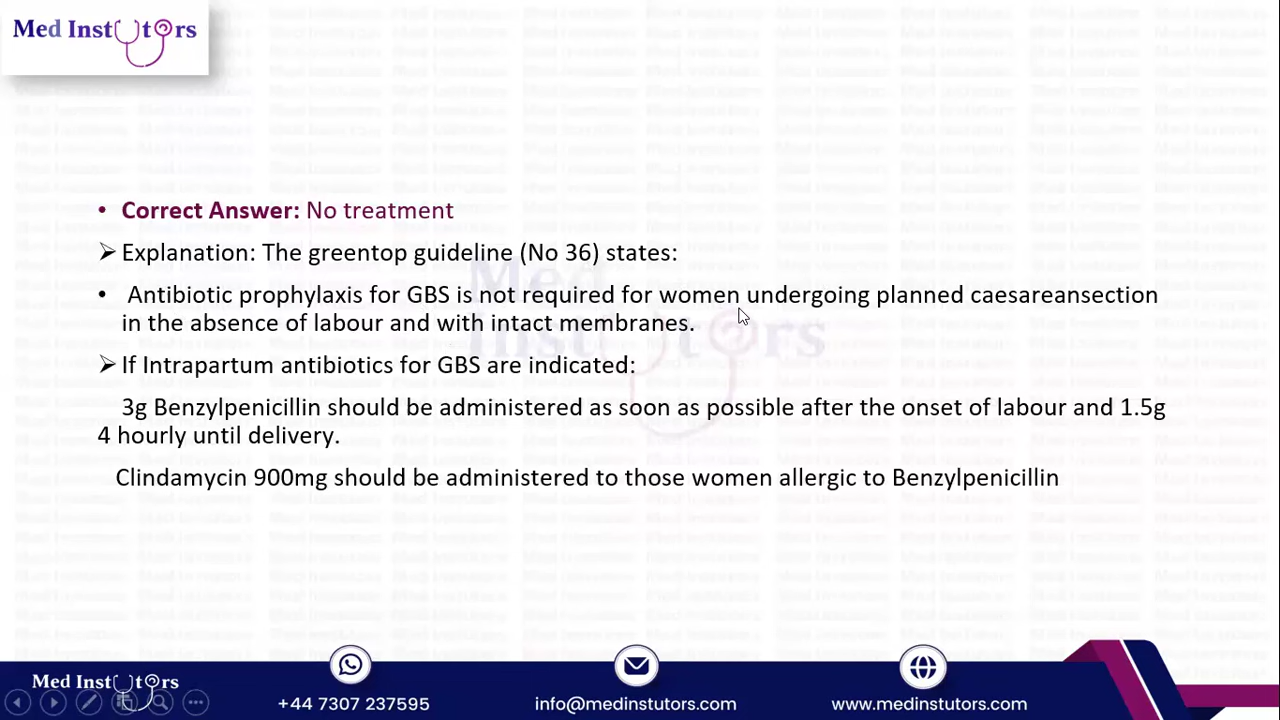 Med Instutors
• Correct Answer: No treatment
➢ Explanation: The greentop guideline (No 36) states:
• Antibiotic prophylaxis for GBS is not required for women undergoing planned caesareansection
in the absence of labour and with intact membranes.
➢ If Intrapartum antibiotics for GBS are indicated:
3g Benzylpenicillin should be administered as soon as possible after the onset of labour and 1.5g
4 hourly until delivery.
Clindamycin 900mg should be administered to those women allergic to Benzylpenicillin
Med Instutors
Med Instutors
+44 7307 237595
info@medinstutors.com
www.medinstutors.com